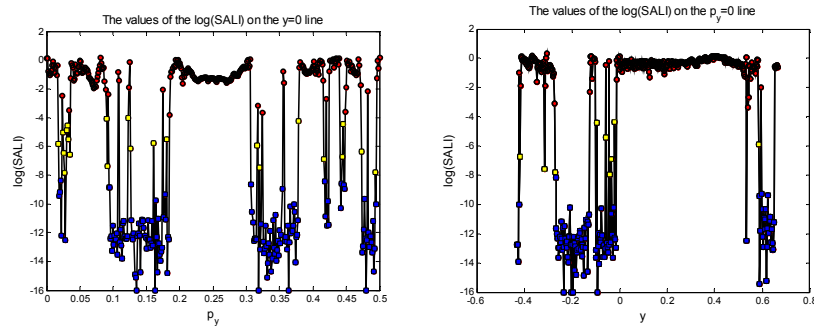 The values of the log(SALI) on the y=0 line
2
0
-2
-4
-6
-8
-10
-12
-14
-16
log(SALI)
0 0.05 0.1 0.15 0.2 0.25 0.3 0.35 0.4 0.45 0.5
p_y
The values of the log(SALI) on the p_y=0 line
2
0
-2
-4
-6
-8
-10
-12
-14
-16
log(SALI)
-0.6 -0.4 -0.2 0 0.2 0.4 0.6 0.8
y